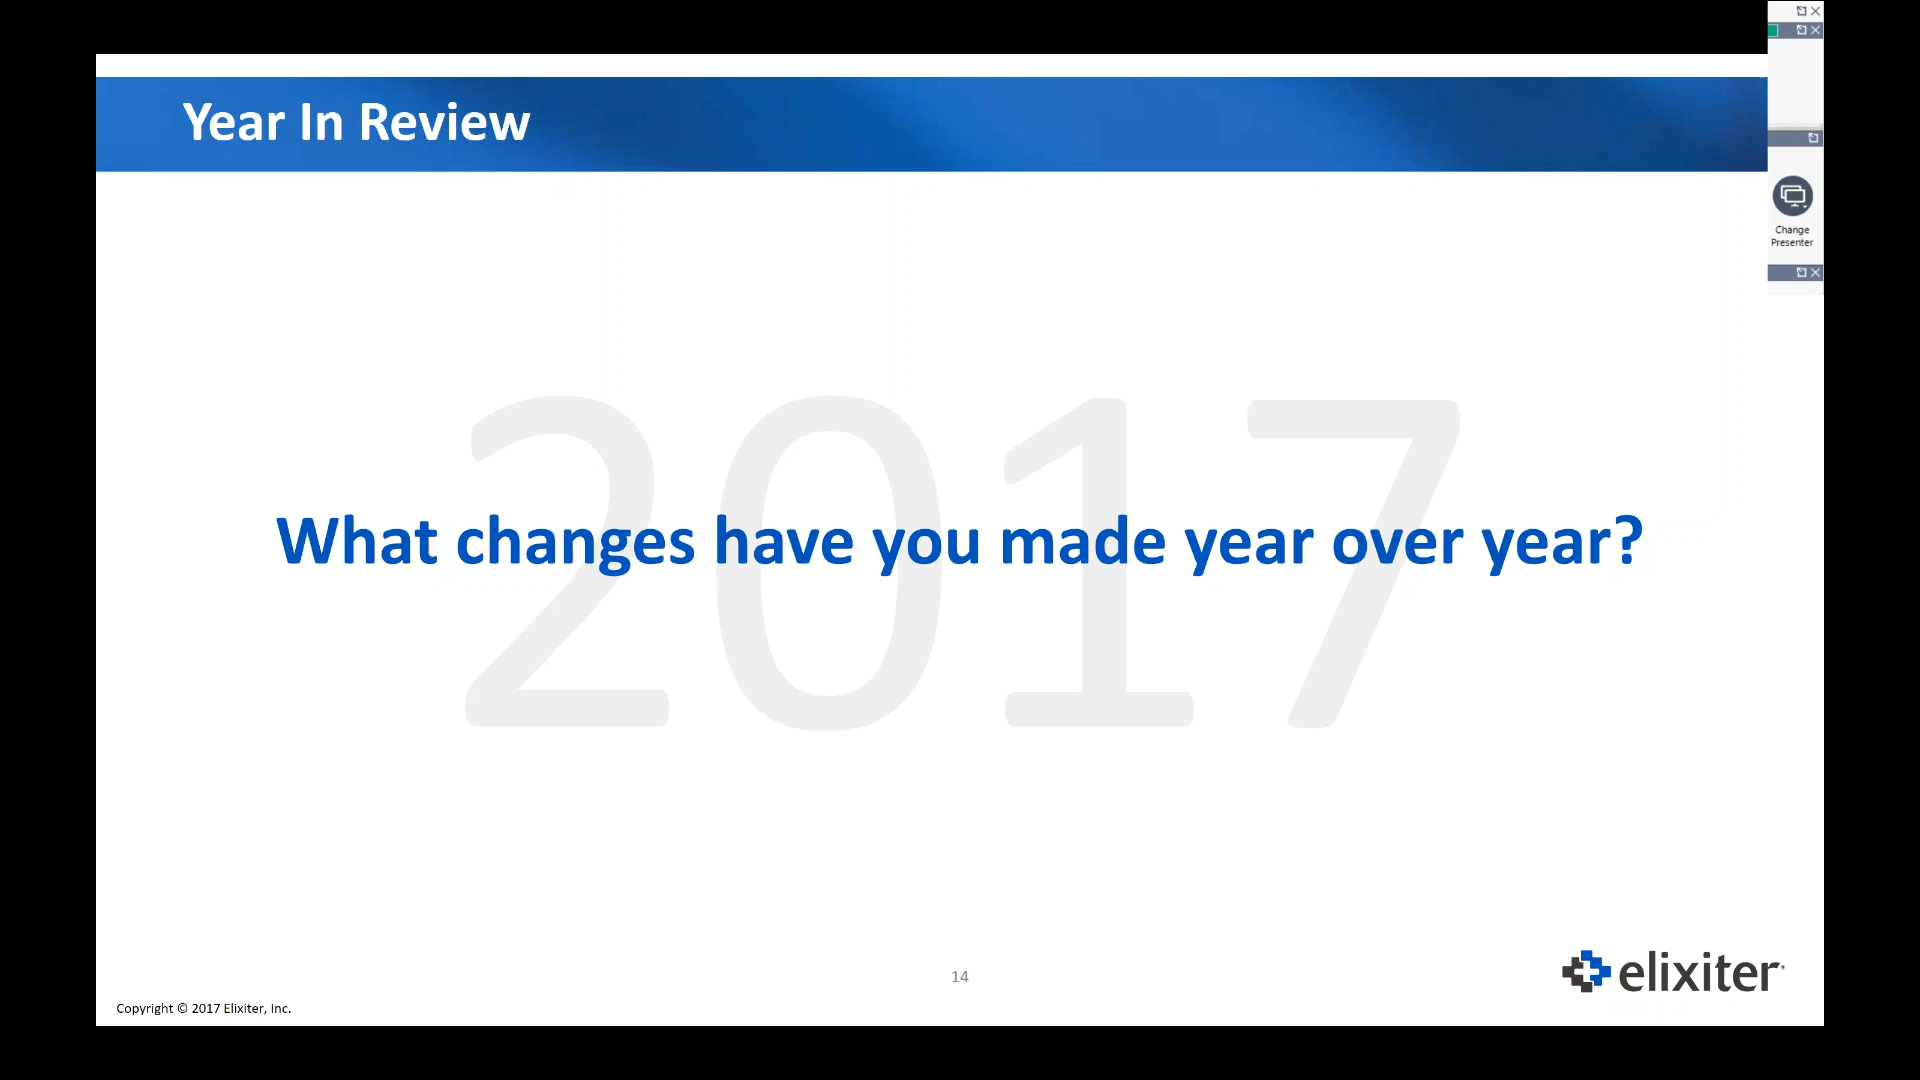 Year In Review
Change
Presenter
2017
What changes have you made year over year?
14
elixiter
Copyright © 2017 Elixiter, Inc.